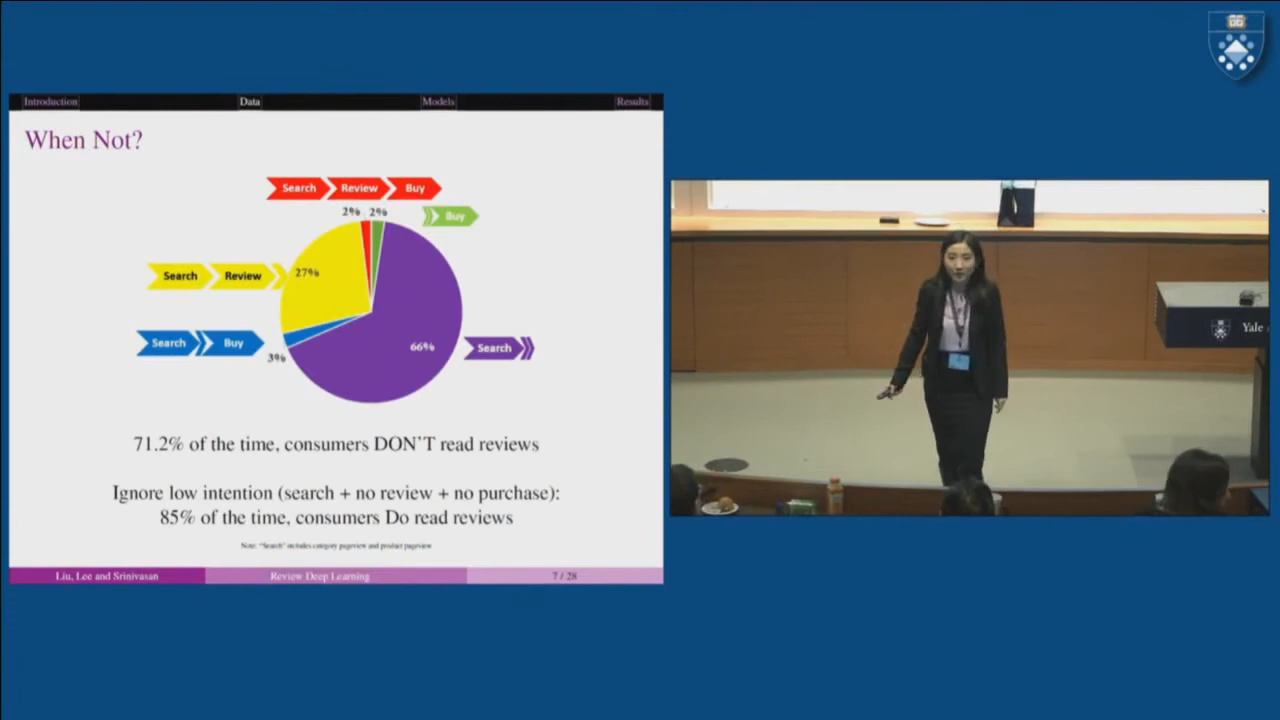 Introduction
Data
Models
Results
When Not?
Search Review Buy
2% 2%
Buy
Search Review
27%
Search Buy
3%
66%
Search
71.2% of the time, consumers DON'T read reviews
Ignore low intention (search + no review + no purchase):
85% of the time, consumers Do read reviews
Note: "Search" includes category pageview and product pageview
Liu, Lee and Srinivasan
Review Deep Learning
7 / 28
Yale